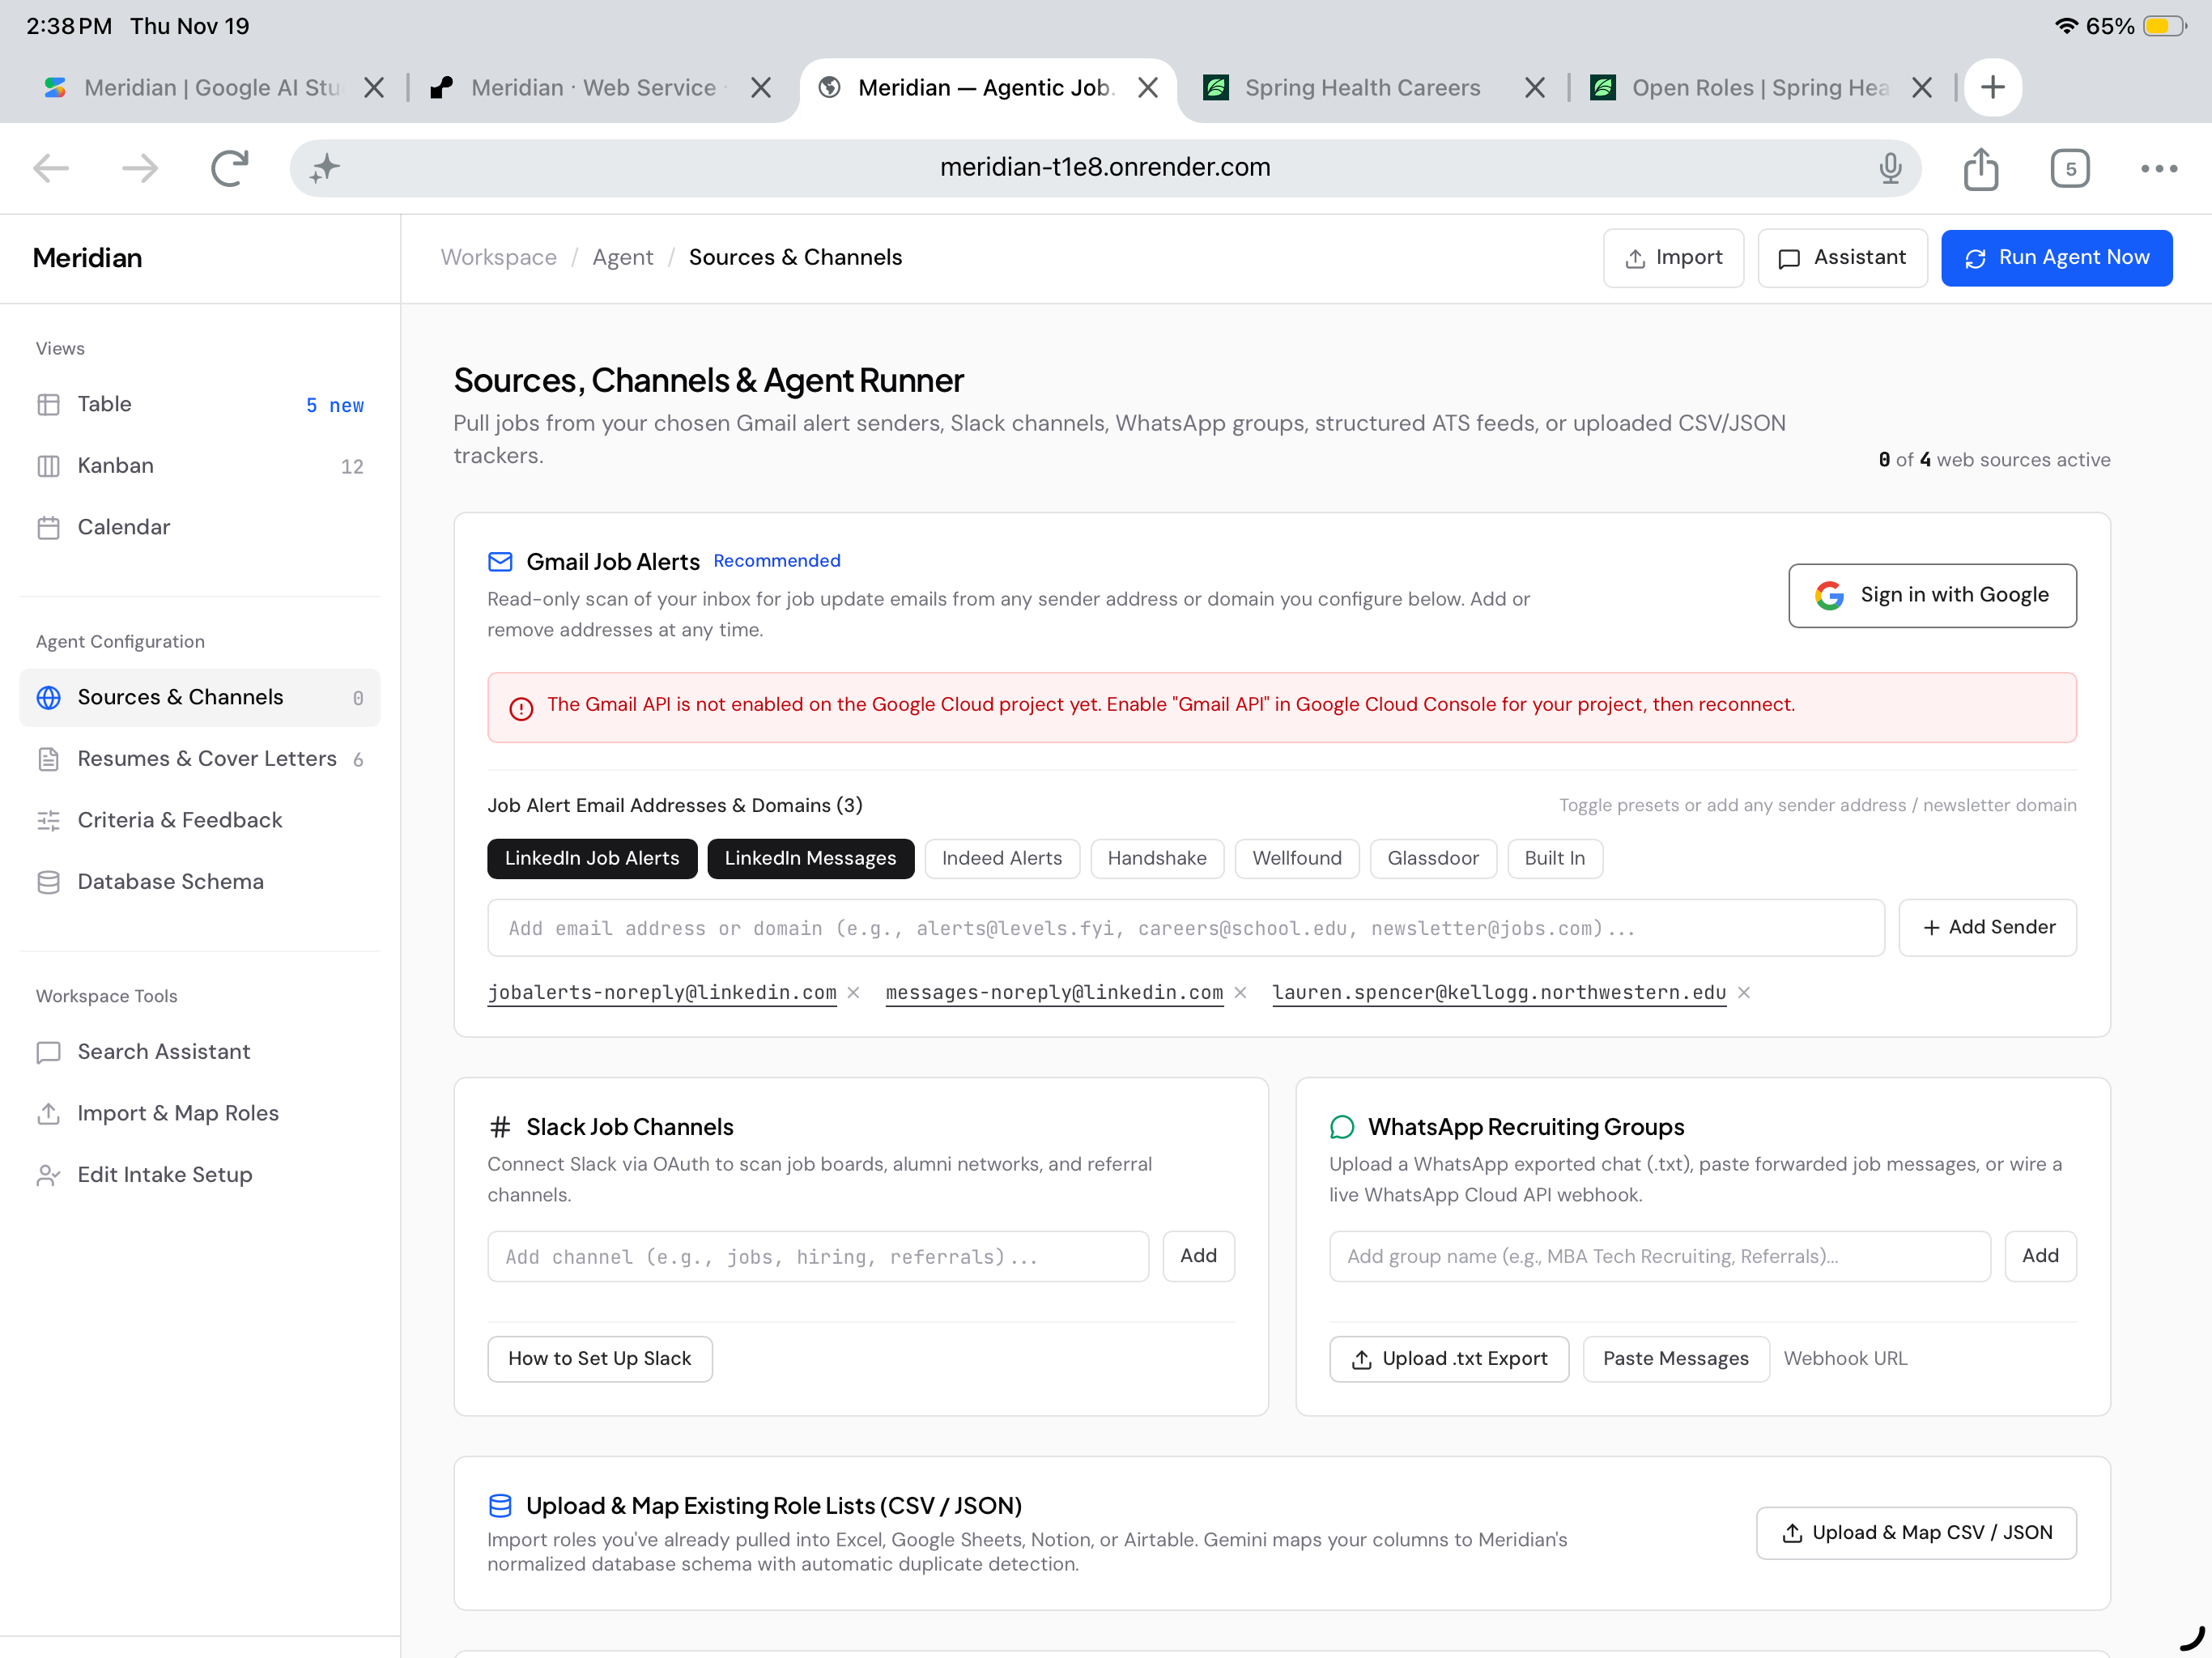 2:38 PM Thu Nov 19
65%
Meridian | Google AI Stu
Meridian · Web Service ·
Meridian — Agentic Job.
Spring Health Careers
Open Roles | Spring Hea
meridian-t1e8.onrender.com
5
Meridian
Workspace / Agent / Sources & Channels
Import
Assistant
Run Agent Now
Views
Table 5 new
Kanban 12
Calendar
Agent Configuration
Sources & Channels 0
Resumes & Cover Letters 6
Criteria & Feedback
Database Schema
Workspace Tools
Search Assistant
Import & Map Roles
Edit Intake Setup
Sources, Channels & Agent Runner
Pull jobs from your chosen Gmail alert senders, Slack channels, WhatsApp groups, structured ATS feeds, or uploaded CSV/JSON
trackers.
0 of 4 web sources active
Gmail Job Alerts Recommended
Read-only scan of your inbox for job update emails from any sender address or domain you configure below. Add or
remove addresses at any time.
Sign in with Google
The Gmail API is not enabled on the Google Cloud project yet. Enable "Gmail API" in Google Cloud Console for your project, then reconnect.
Job Alert Email Addresses & Domains (3)
Toggle presets or add any sender address / newsletter domain
LinkedIn Job Alerts
LinkedIn Messages
Indeed Alerts
Handshake
Wellfound
Glassdoor
Built In
Add email address or domain (e.g., alerts@levels.fyi, careers@school.edu, newsletter@jobs.com)...
+ Add Sender
jobalerts-noreply@linkedin.com ×
messages-noreply@linkedin.com ×
lauren.spencer@kellogg.northwestern.edu ×
# Slack Job Channels
Connect Slack via OAuth to scan job boards, alumni networks, and referral
channels.
Add channel (e.g., jobs, hiring, referrals)...
Add
How to Set Up Slack
WhatsApp Recruiting Groups
Upload a WhatsApp exported chat (.txt), paste forwarded job messages, or wire a
live WhatsApp Cloud API webhook.
Add group name (e.g., MBA Tech Recruiting, Referrals)...
Add
Upload .txt Export
Paste Messages
Webhook URL
Upload & Map Existing Role Lists (CSV / JSON)
Import roles you've already pulled into Excel, Google Sheets, Notion, or Airtable. Gemini maps your columns to Meridian's
normalized database schema with automatic duplicate detection.
Upload & Map CSV / JSON